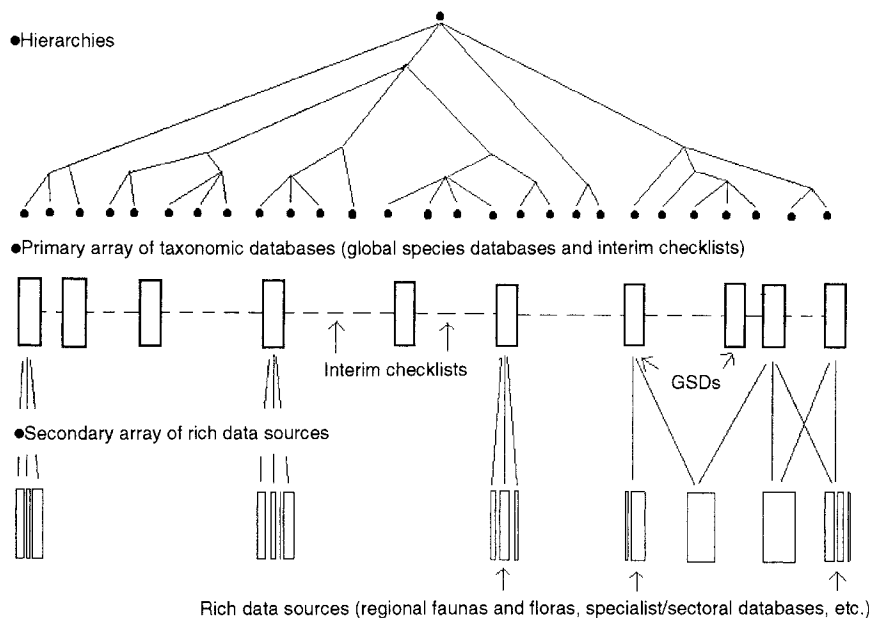 ●Hierarchies
●Primary array of taxonomic databases (global species databases and interim checklists)
Interim checklists
GSDs
●Secondary array of rich data sources
Rich data sources (regional faunas and floras, specialist/sectoral databases, etc.)